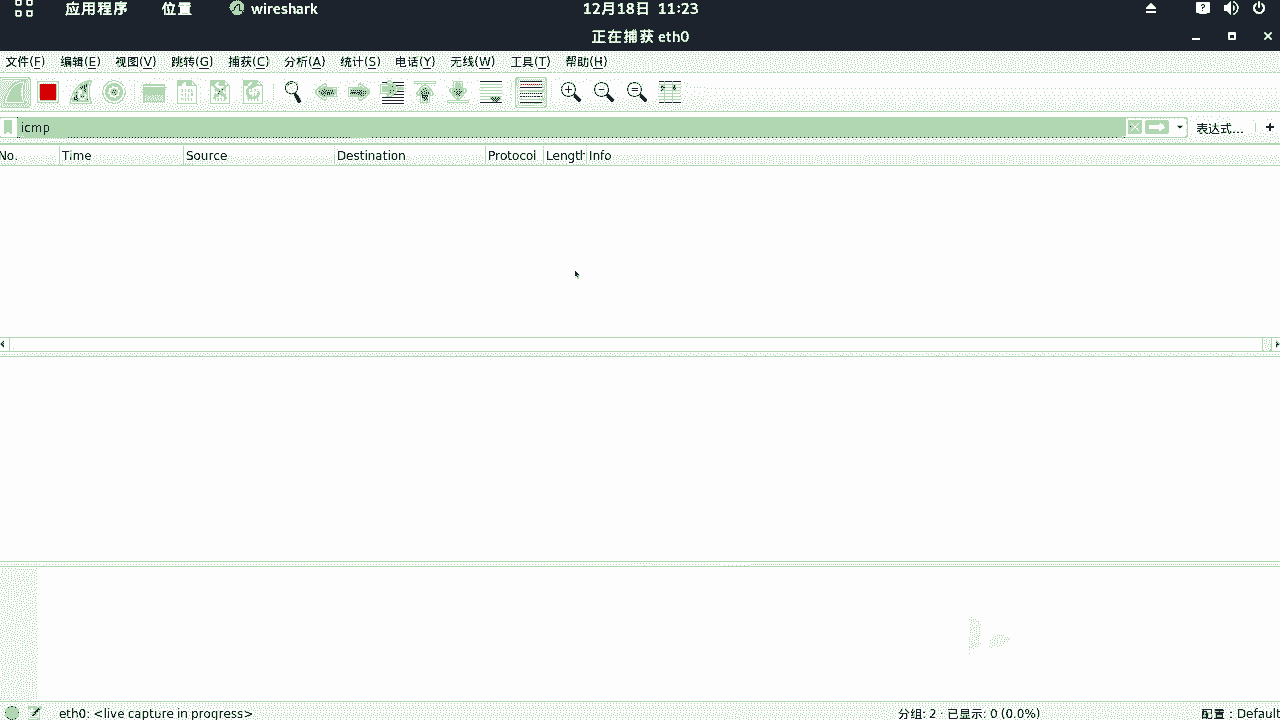 应用程序 位置 wireshark 12月18日 11:23
正在捕获 eth0
文件(F) 编辑(E) 视图(V) 跳转(G) 捕获(C) 分析(A) 统计(S) 电话(Y) 无线(W) 工具(T) 帮助(H)
icmp 表达式… +
No. Time Source Destination Protocol Length Info
eth0: <live capture in progress> 分组: 2 · 已显示: 0 (0.0%) 配置：Default